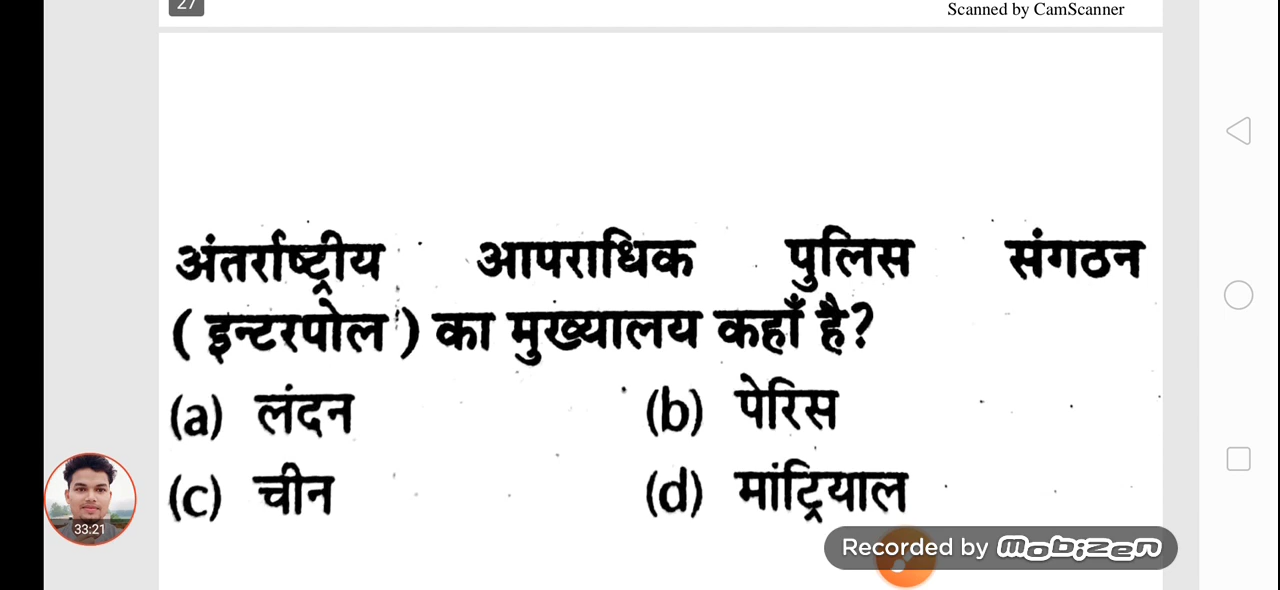 27
Scanned by CamScanner
अंतर्राष्ट्रीय आपराधिक पुलिस संगठन
(इन्टरपोल) का मुख्यालय कहाँ है?
(a) लंदन (b) पेरिस
(c) चीन (d) मांट्रियाल
33:21
Recorded by mobizen